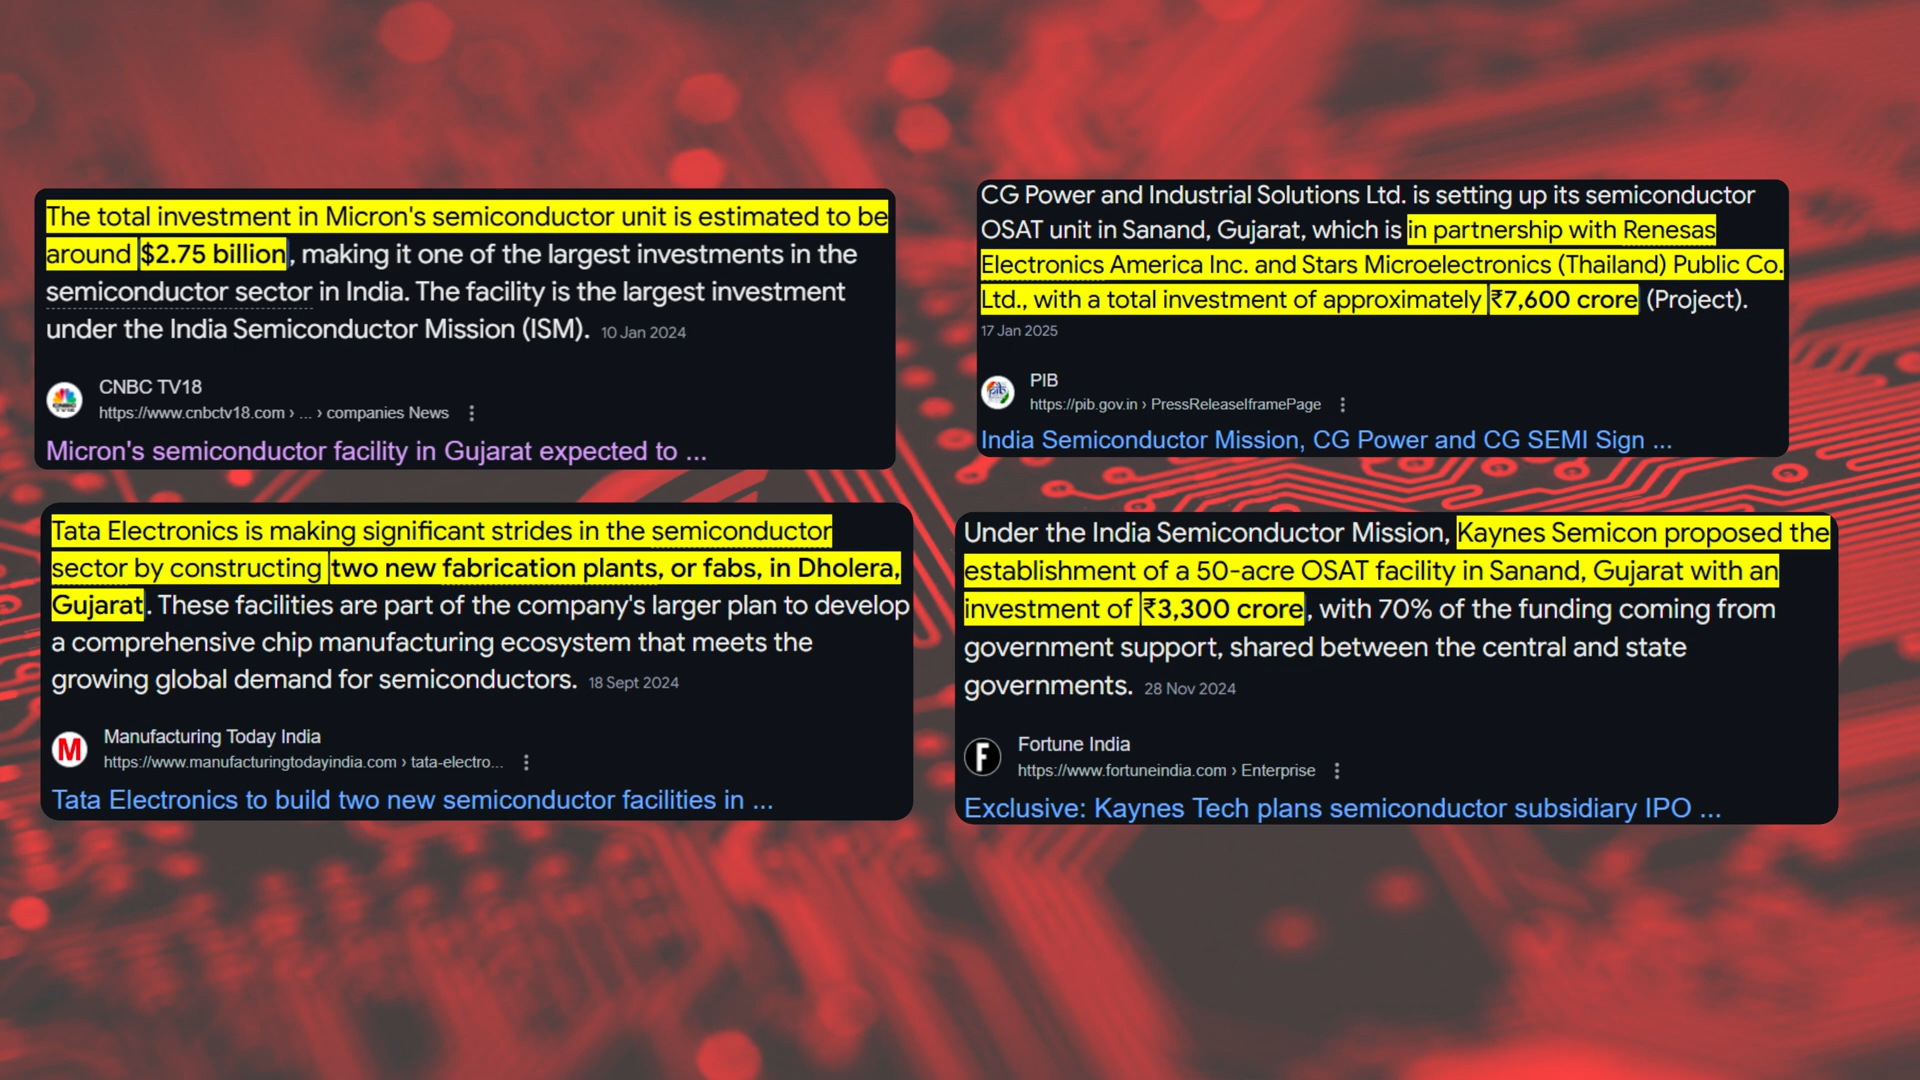 The total investment in Micron's semiconductor unit is estimated to be
around $2.75 billion, making it one of the largest investments in the
semiconductor sector in India. The facility is the largest investment
under the India Semiconductor Mission (ISM). 10 Jan 2024
CNBC TV18
https://www.cnbctv18.com › ... › companies News
Micron's semiconductor facility in Gujarat expected to ...
CG Power and Industrial Solutions Ltd. is setting up its semiconductor
OSAT unit in Sanand, Gujarat, which is in partnership with Renesas
Electronics America Inc. and Stars Microelectronics (Thailand) Public Co.
Ltd., with a total investment of approximately ₹7,600 crore (Project).
17 Jan 2025
PIB
https://pib.gov.in › PressReleaseIframePage
India Semiconductor Mission, CG Power and CG SEMI Sign ...
Tata Electronics is making significant strides in the semiconductor
sector by constructing two new fabrication plants, or fabs, in Dholera,
Gujarat. These facilities are part of the company's larger plan to develop
a comprehensive chip manufacturing ecosystem that meets the
growing global demand for semiconductors. 18 Sept 2024
M
Manufacturing Today India
https://www.manufacturingtodayindia.com › tata-electro...
Tata Electronics to build two new semiconductor facilities in ...
Under the India Semiconductor Mission, Kaynes Semicon proposed the
establishment of a 50-acre OSAT facility in Sanand, Gujarat with an
investment of ₹3,300 crore, with 70% of the funding coming from
government support, shared between the central and state
governments. 28 Nov 2024
F
Fortune India
https://www.fortuneindia.com › Enterprise
Exclusive: Kaynes Tech plans semiconductor subsidiary IPO ...